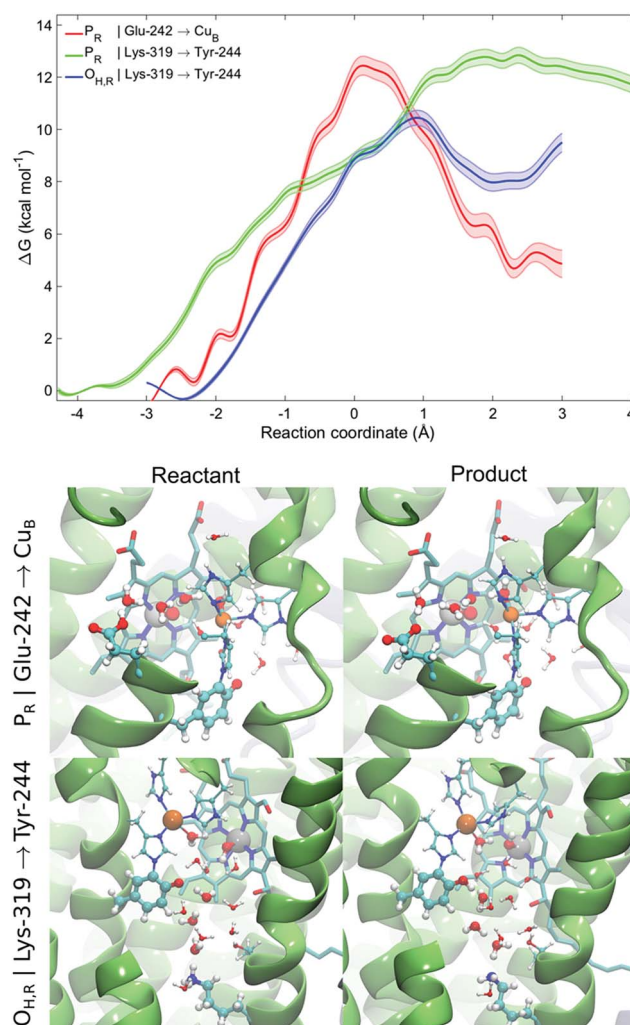 P_R | Glu-242 → Cu_B
P_R | Lys-319 → Tyr-244
O_H,R | Lys-319 → Tyr-244
14
12
10
8
6
4
2
0
ΔG (kcal mol⁻¹)
-4 -3 -2 -1 0 1 2 3 4
Reaction coordinate (Å)
Reactant Product
P_R | Glu-242 → Cu_B
O_H,R | Lys-319 → Tyr-244